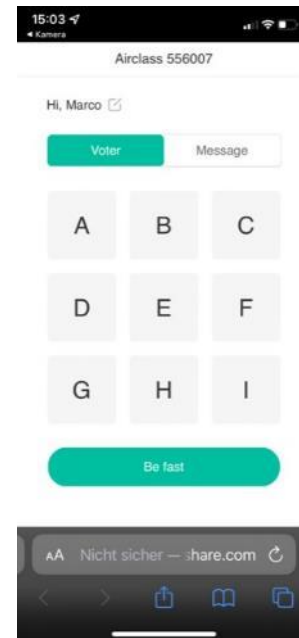 15:03
◀ Kamera
Airclass 556007
Hi, Marco
Voter Message
A B C
D E F
G H I
Be fast
AA Nicht sicher — share.com